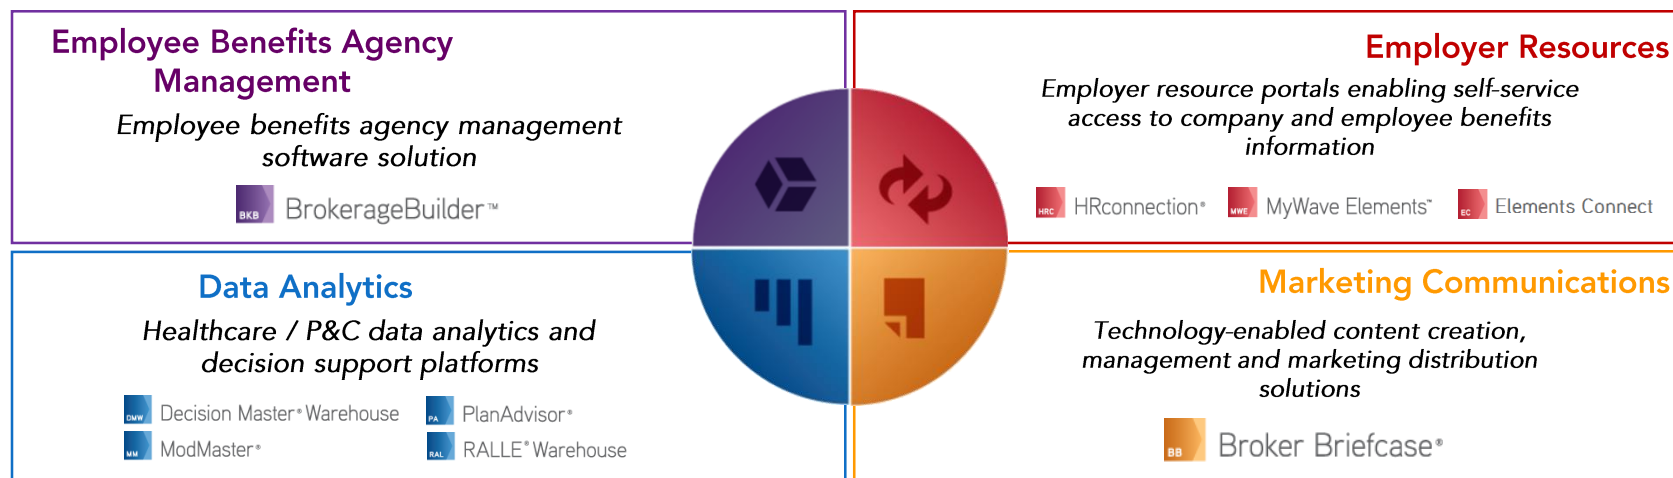 Employee Benefits Agency
Management
Employee benefits agency management
software solution
BKB BrokerageBuilder™
Employer Resources
Employer resource portals enabling self-service
access to company and employee benefits
information
HRC HRconnection® MWE MyWave Elements™ EC Elements Connect
Data Analytics
Healthcare / P&C data analytics and
decision support platforms
DMW Decision Master® Warehouse PA PlanAdvisor®
MM ModMaster® RAL RALLE® Warehouse
Marketing Communications
Technology-enabled content creation,
management and marketing distribution
solutions
BB Broker Briefcase®